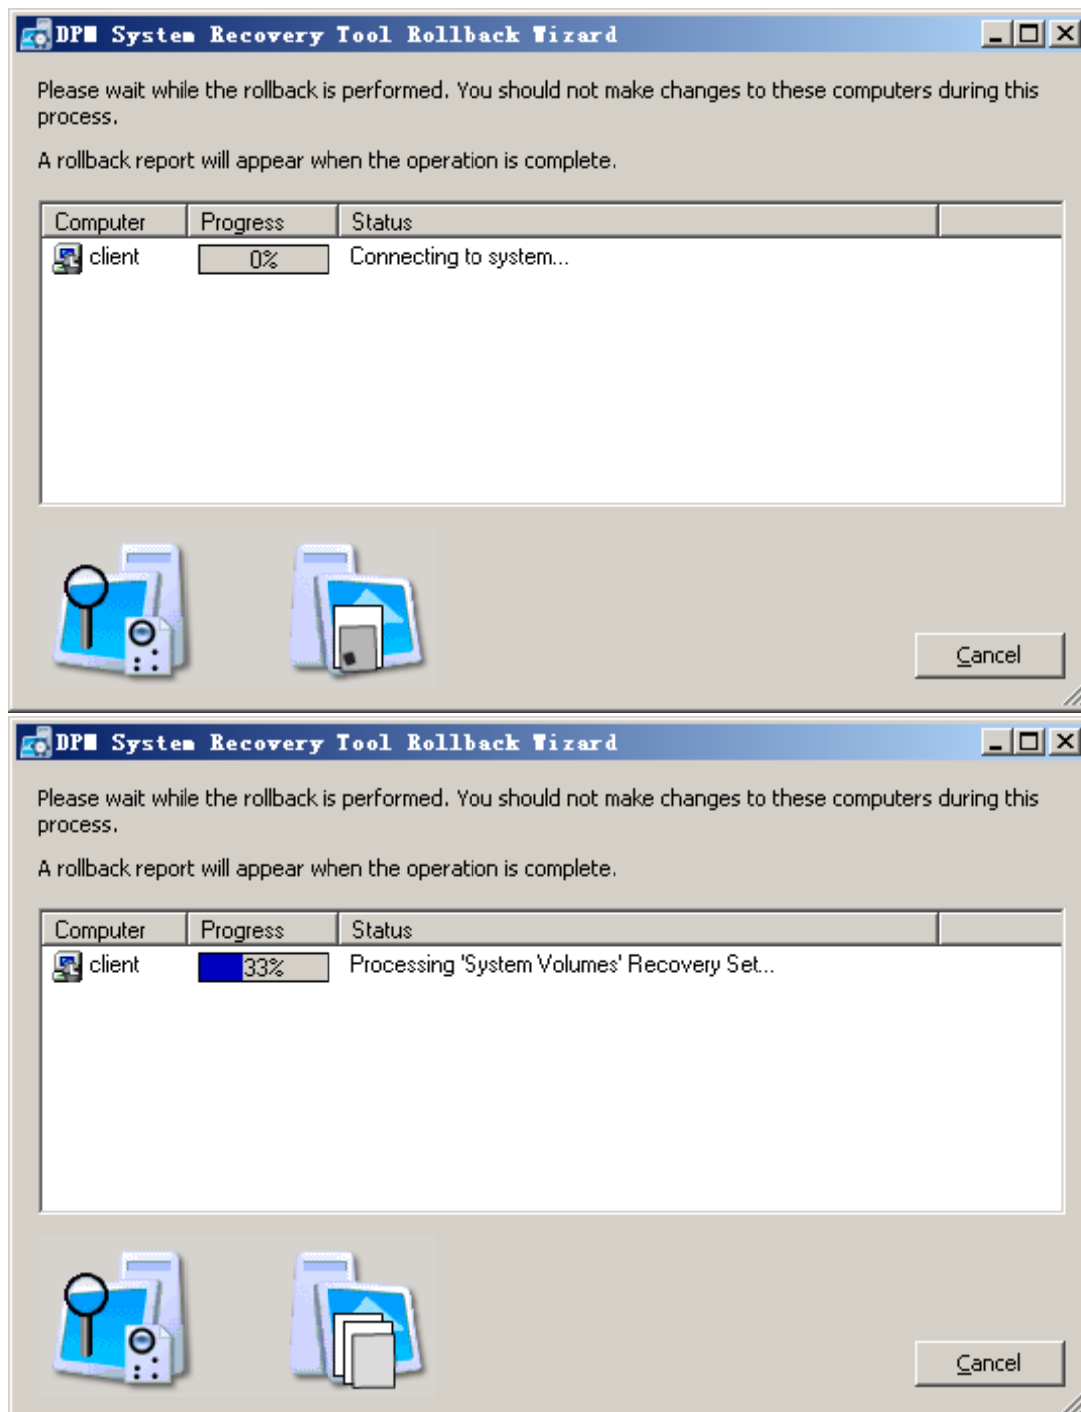 DPM System Recovery Tool Rollback Wizard
Please wait while the rollback is performed. You should not make changes to these computers during this
process.
A rollback report will appear when the operation is complete.
Computer Progress Status
client 0% Connecting to system...
Cancel
DPM System Recovery Tool Rollback Wizard
Please wait while the rollback is performed. You should not make changes to these computers during this
process.
A rollback report will appear when the operation is complete.
Computer Progress Status
client 33% Processing 'System Volumes' Recovery Set...
Cancel